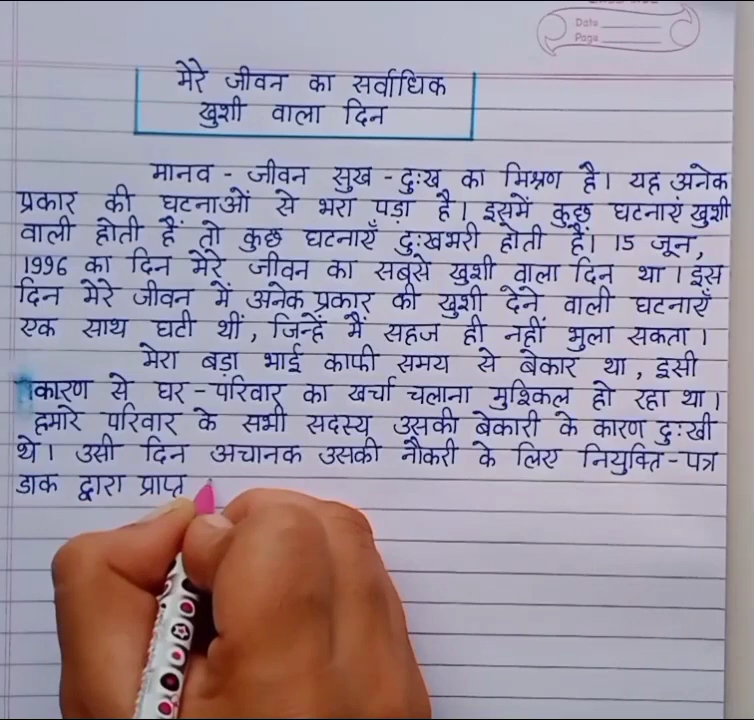 Date
Page
मेरे जीवन का सर्वाधिक
खुशी वाला दिन
मानव - जीवन सुख - दुःख का मिश्रण है। यह अनेक
प्रकार की घटनाओं से भरा पड़ा है। इसमें कुछ घटनाएं खुशी
वाली होती हैं तो कुछ घटनाएँ दुःखभरी होती हैं। 15 जून,
1996 का दिन मेरे जीवन का सबसे खुशी वाला दिन था। इस
दिन मेरे जीवन में अनेक प्रकार की खुशी देने वाली घटनाएँ
एक साथ घटी थीं, जिन्हें मैं सहज ही नहीं भुला सकता।
मेरा बड़ा भाई काफी समय से बेकार था, इसी
कारण से घर - परिवार का खर्चा चलाना मुश्किल हो रहा था।
हमारे परिवार के सभी सदस्य उसकी बेकारी के कारण दुःखी
थे। उसी दिन अचानक उसकी नौकरी के लिए नियुक्ति - पत्र
डाक द्वारा प्राप्त